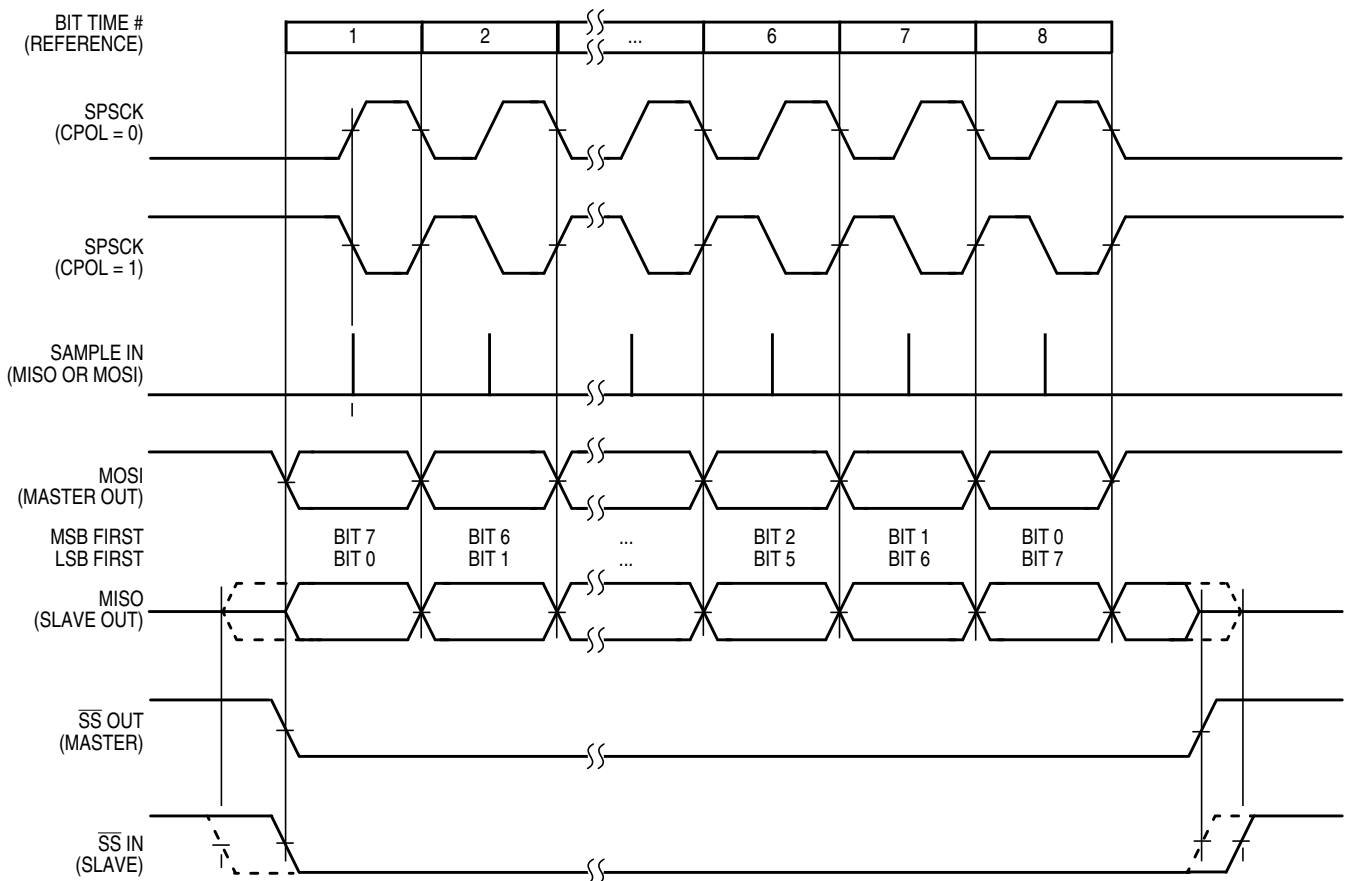 BIT TIME #
(REFERENCE)
1 2 ... 6 7 8
SPSCK
(CPOL = 0)
SPSCK
(CPOL = 1)
SAMPLE IN
(MISO OR MOSI)
MOSI
(MASTER OUT)
MSB FIRST BIT 7 BIT 6 ... BIT 2 BIT 1 BIT 0
LSB FIRST BIT 0 BIT 1 ... BIT 5 BIT 6 BIT 7
MISO
(SLAVE OUT)
S̅S̅ OUT
(MASTER)
S̅S̅ IN
(SLAVE)